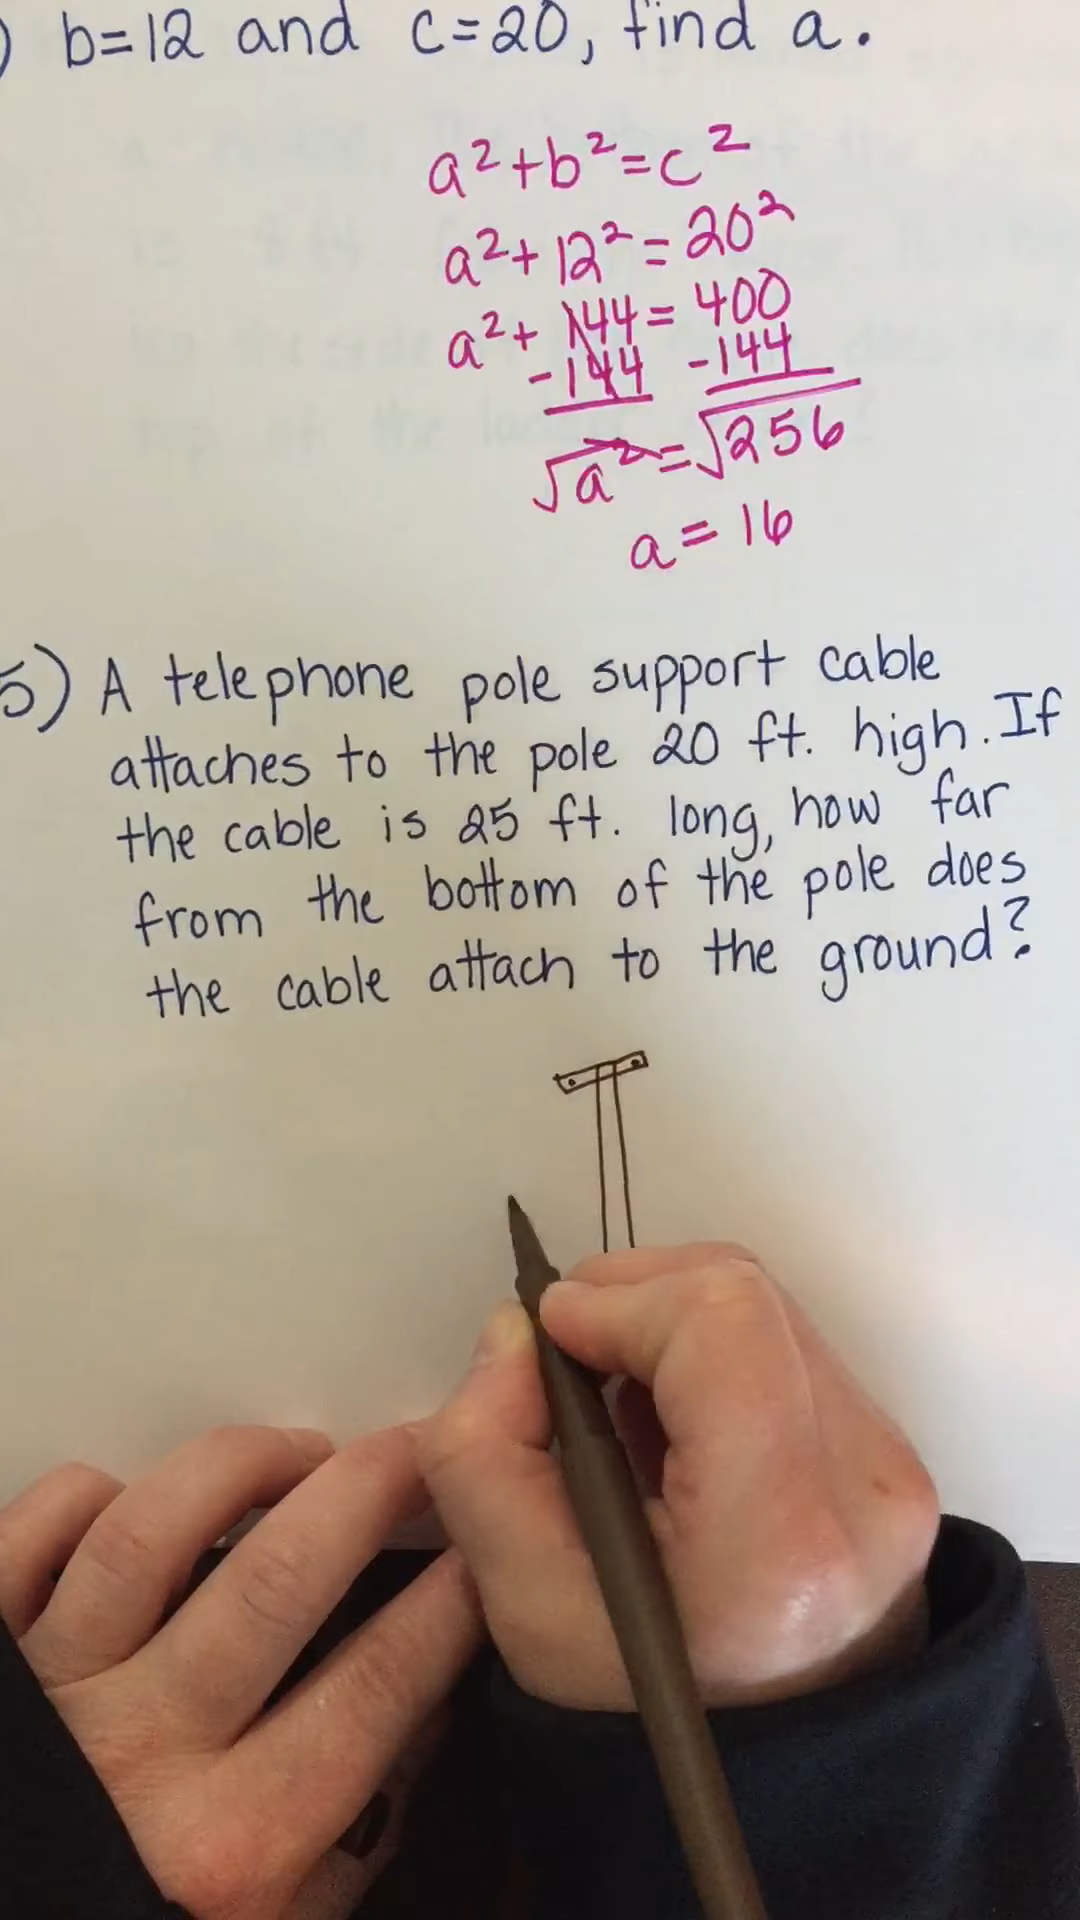 ) b=12 and c=20, find a.
a²+b²=c²
a²+12²=20²
a²+144=400
-144 -144
√a²=√256
a=16
5) A telephone pole support cable
attaches to the pole 20 ft. high. If
the cable is 25 ft. long, how far
from the bottom of the pole does
the cable attach to the ground?